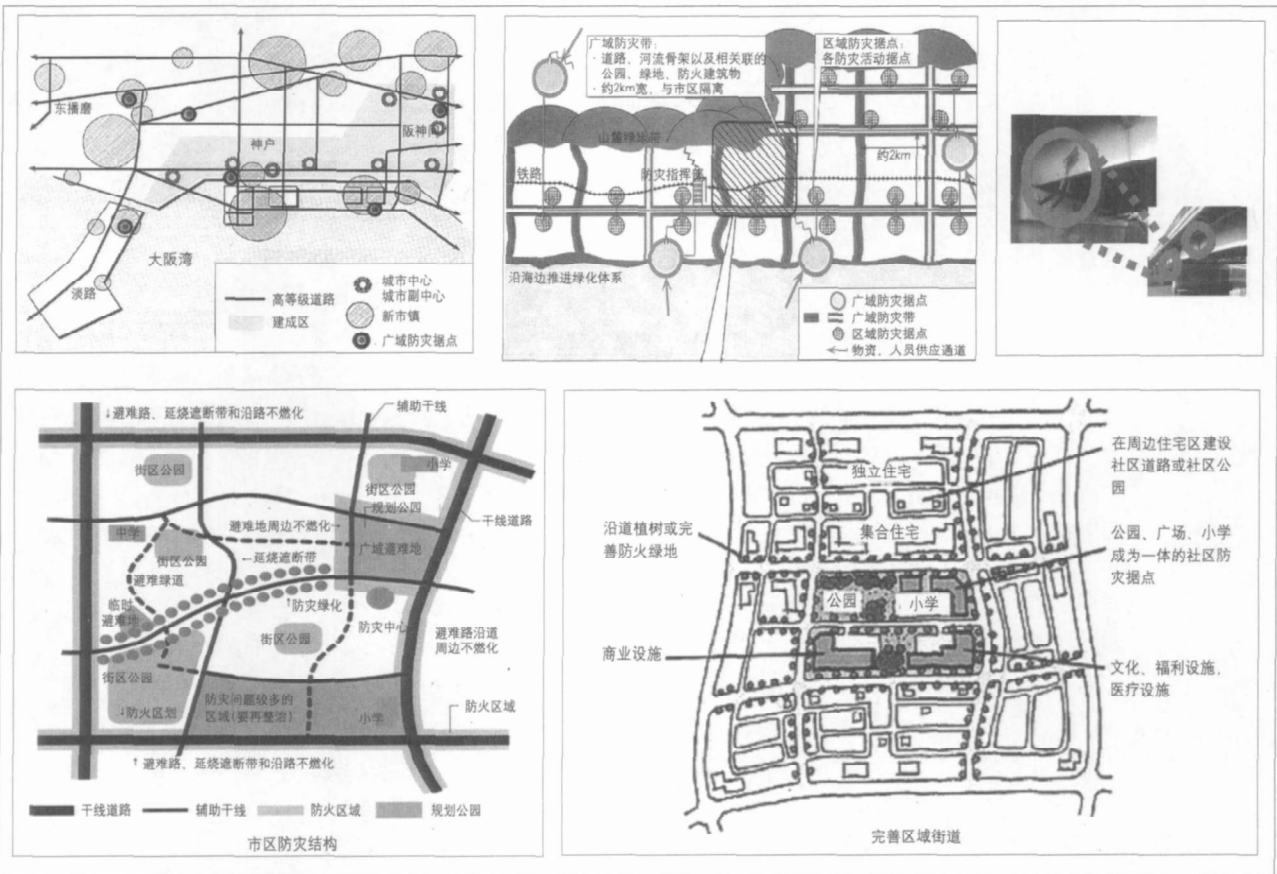 东播磨
神户
阪神间
大阪湾
淡路
高等级道路
建成区
城市中心
城市副中心
新市镇
广域防灾据点
广域防灾带:
·道路、河流骨架以及相关联的
公园、绿地、防火建筑物
·约2km宽、与市区隔离
区域防灾据点:
各防灾活动据点
山麓绿地带
铁路
防灾指挥部
约2km
沿海边推进绿化体系
广域防灾据点
广域防灾带
区域防灾据点
物资、人员供应通道
↓避难路、延烧遮断带和沿路不燃化
辅助干线
街区公园
小学
街区公园
规划公园
干线道路
中学
避难地周边不燃化→
街区公园
←延烧遮断带
广域避难地
避难绿道
临时
避难地
↑防灾绿化
街区公园
防灾中心
避难路沿道
周边不燃化
街区公园
↓防火区划
防灾问题较多的
区域(要再整治)
小学
防火区域
↑避难路、延烧遮断带和沿路不燃化
干线道路
辅助干线
防火区域
规划公园
市区防灾结构
在周边住宅区建设
社区道路或社区公
园
独立住宅
沿道植树或完
善防火绿地
集合住宅
公园、广场、小学
成为一体的社区防
灾据点
公园
小学
商业设施
文化、福利设施,
医疗设施
完善区域街道